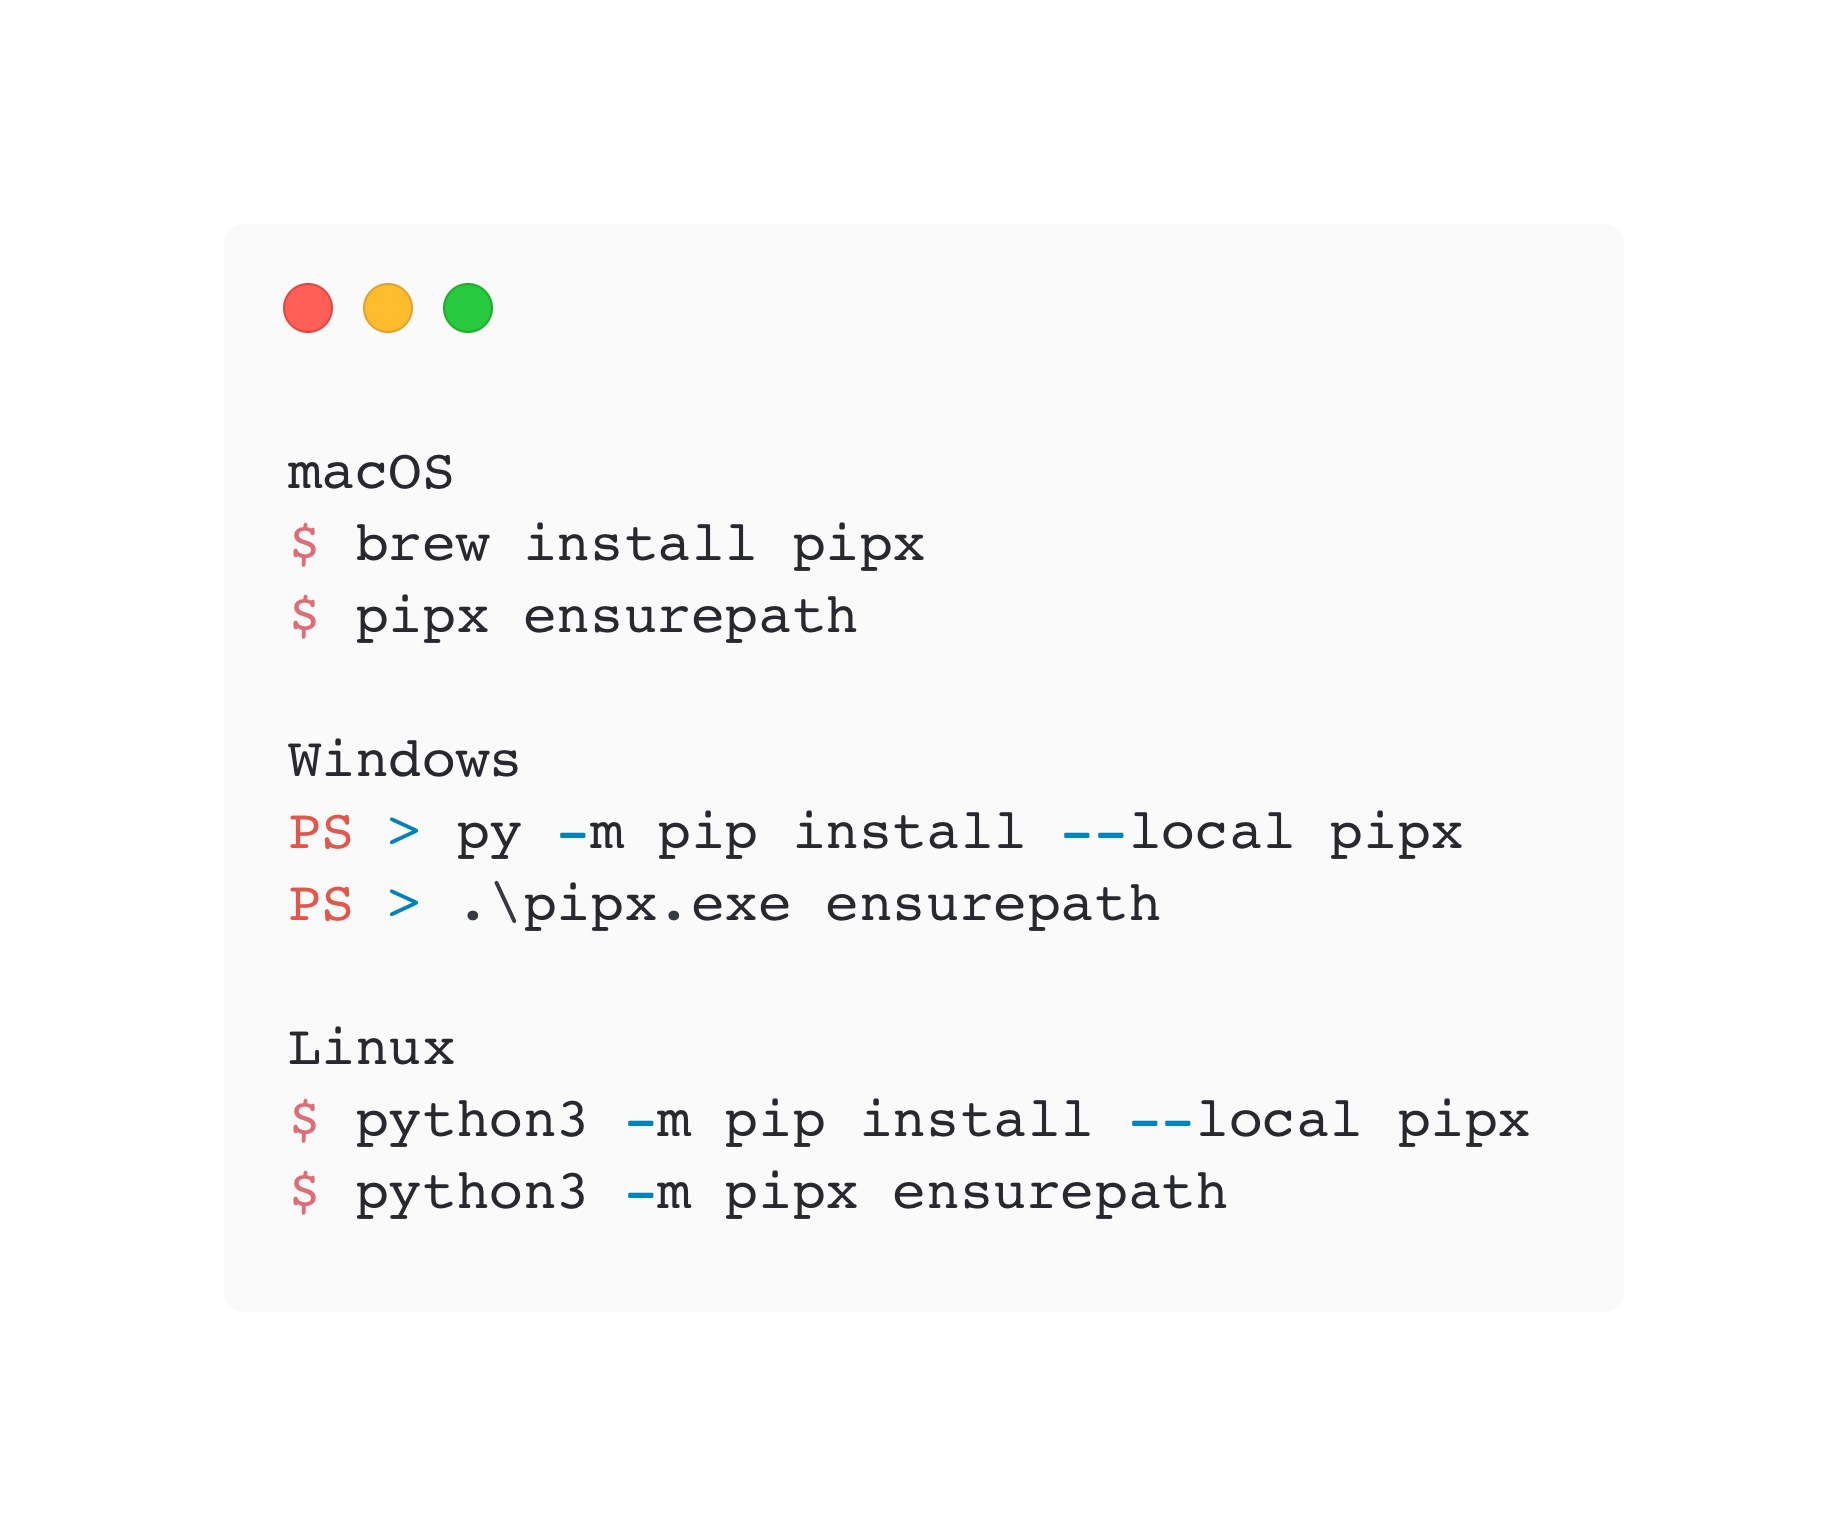 macOS
$ brew install pipx
$ pipx ensurepath
Windows
PS > py -m pip install --local pipx
PS > .\pipx.exe ensurepath
Linux
$ python3 -m pip install --local pipx
$ python3 -m pipx ensurepath